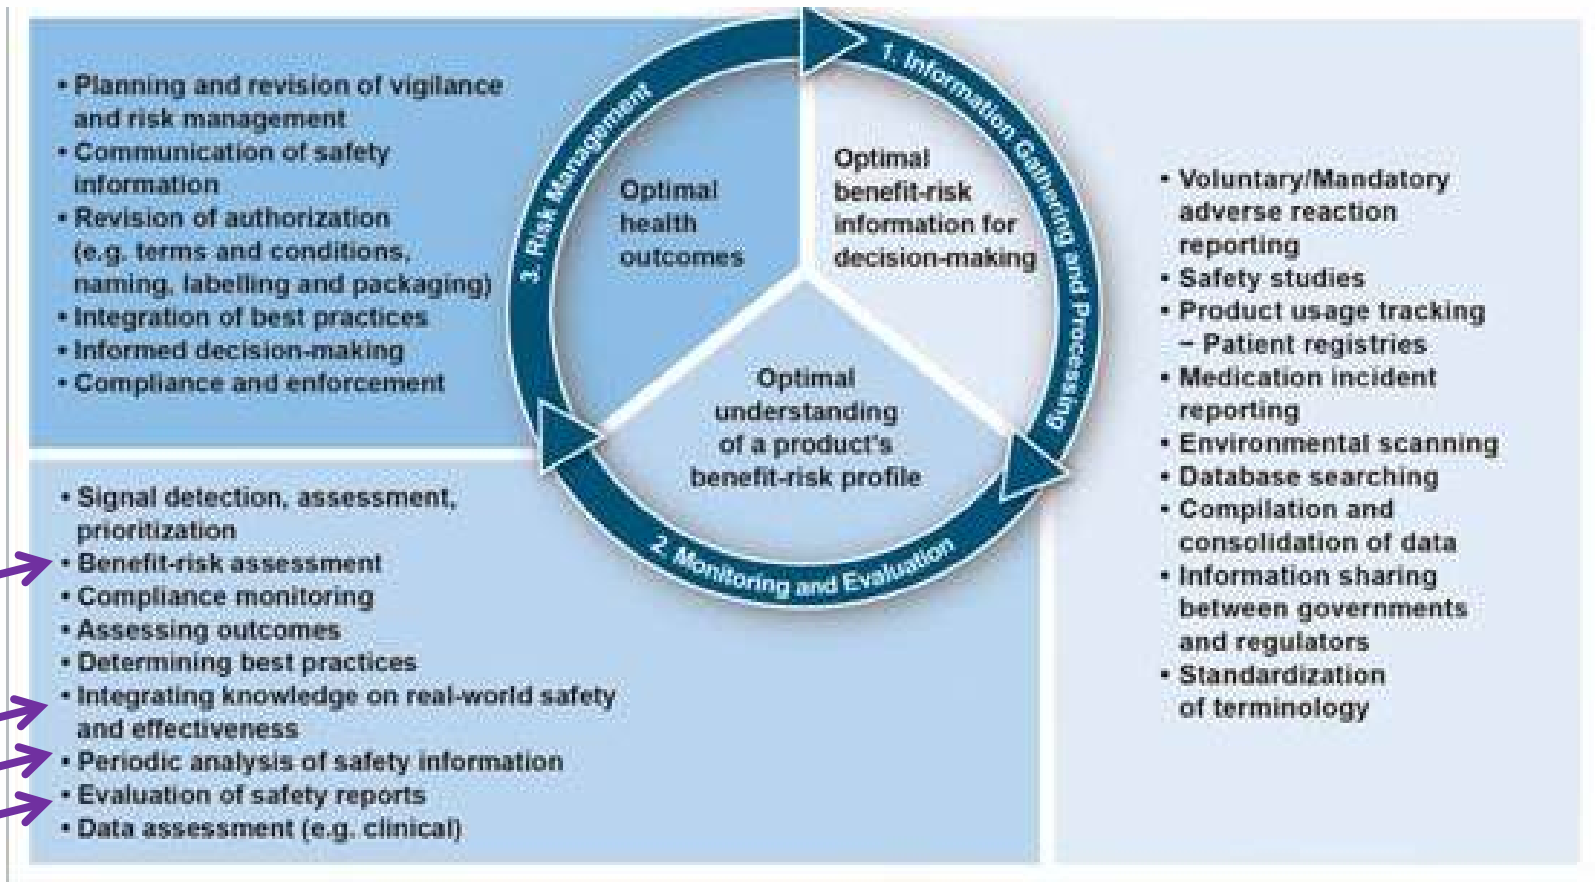 • Planning and revision of vigilance
and risk management
• Communication of safety
information
• Revision of authorization
(e.g. terms and conditions,
naming, labelling and packaging)
• Integration of best practices
• Informed decision-making
• Compliance and enforcement
3. Risk Management
Optimal
health
outcomes
1. Information Gathering and Processing
Optimal
benefit-risk
information for
decision-making
Optimal
understanding
of a product's
benefit-risk profile
2. Monitoring and Evaluation
• Signal detection, assessment,
prioritization
• Benefit-risk assessment
• Compliance monitoring
• Assessing outcomes
• Determining best practices
• Integrating knowledge on real-world safety
and effectiveness
• Periodic analysis of safety information
• Evaluation of safety reports
• Data assessment (e.g. clinical)
• Voluntary/Mandatory
adverse reaction
reporting
• Safety studies
• Product usage tracking
– Patient registries
• Medication incident
reporting
• Environmental scanning
• Database searching
• Compilation and
consolidation of data
• Information sharing
between governments
and regulators
• Standardization
of terminology